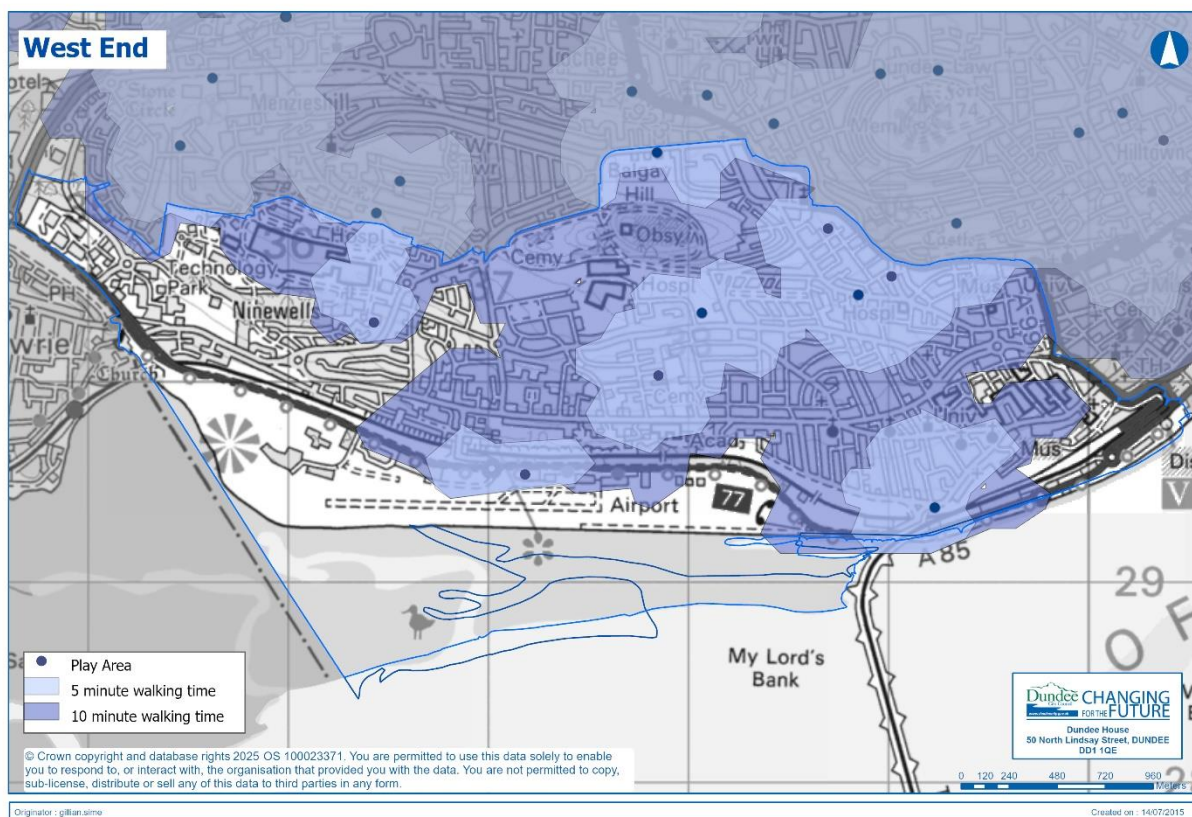 West End
Stone
Circle
Menzieshill
Balgay
Hill
Obsy
Cemy
Hospl
Technology
Park
PH
Ninewells
Church
Hospl
Hospl
Mus
Univ
Cemy
Acad
Univ
Mus
TH
Airport
77
A 85
29
My Lord's
Bank
Play Area
5 minute walking time
10 minute walking time
Dundee
City Council
CHANGING
FOR THE FUTURE
Dundee House
50 North Lindsay Street, DUNDEE
DD1 1QE
0 120 240 480 720 960
Meters
© Crown copyright and database rights 2025 OS 100023371. You are permitted to use this data solely to enable
you to respond to, or interact with, the organisation that provided you with the data. You are not permitted to copy,
sub-license, distribute or sell any of this data to third parties in any form.
Originator : gillian.sime
Created on : 14/07/2015